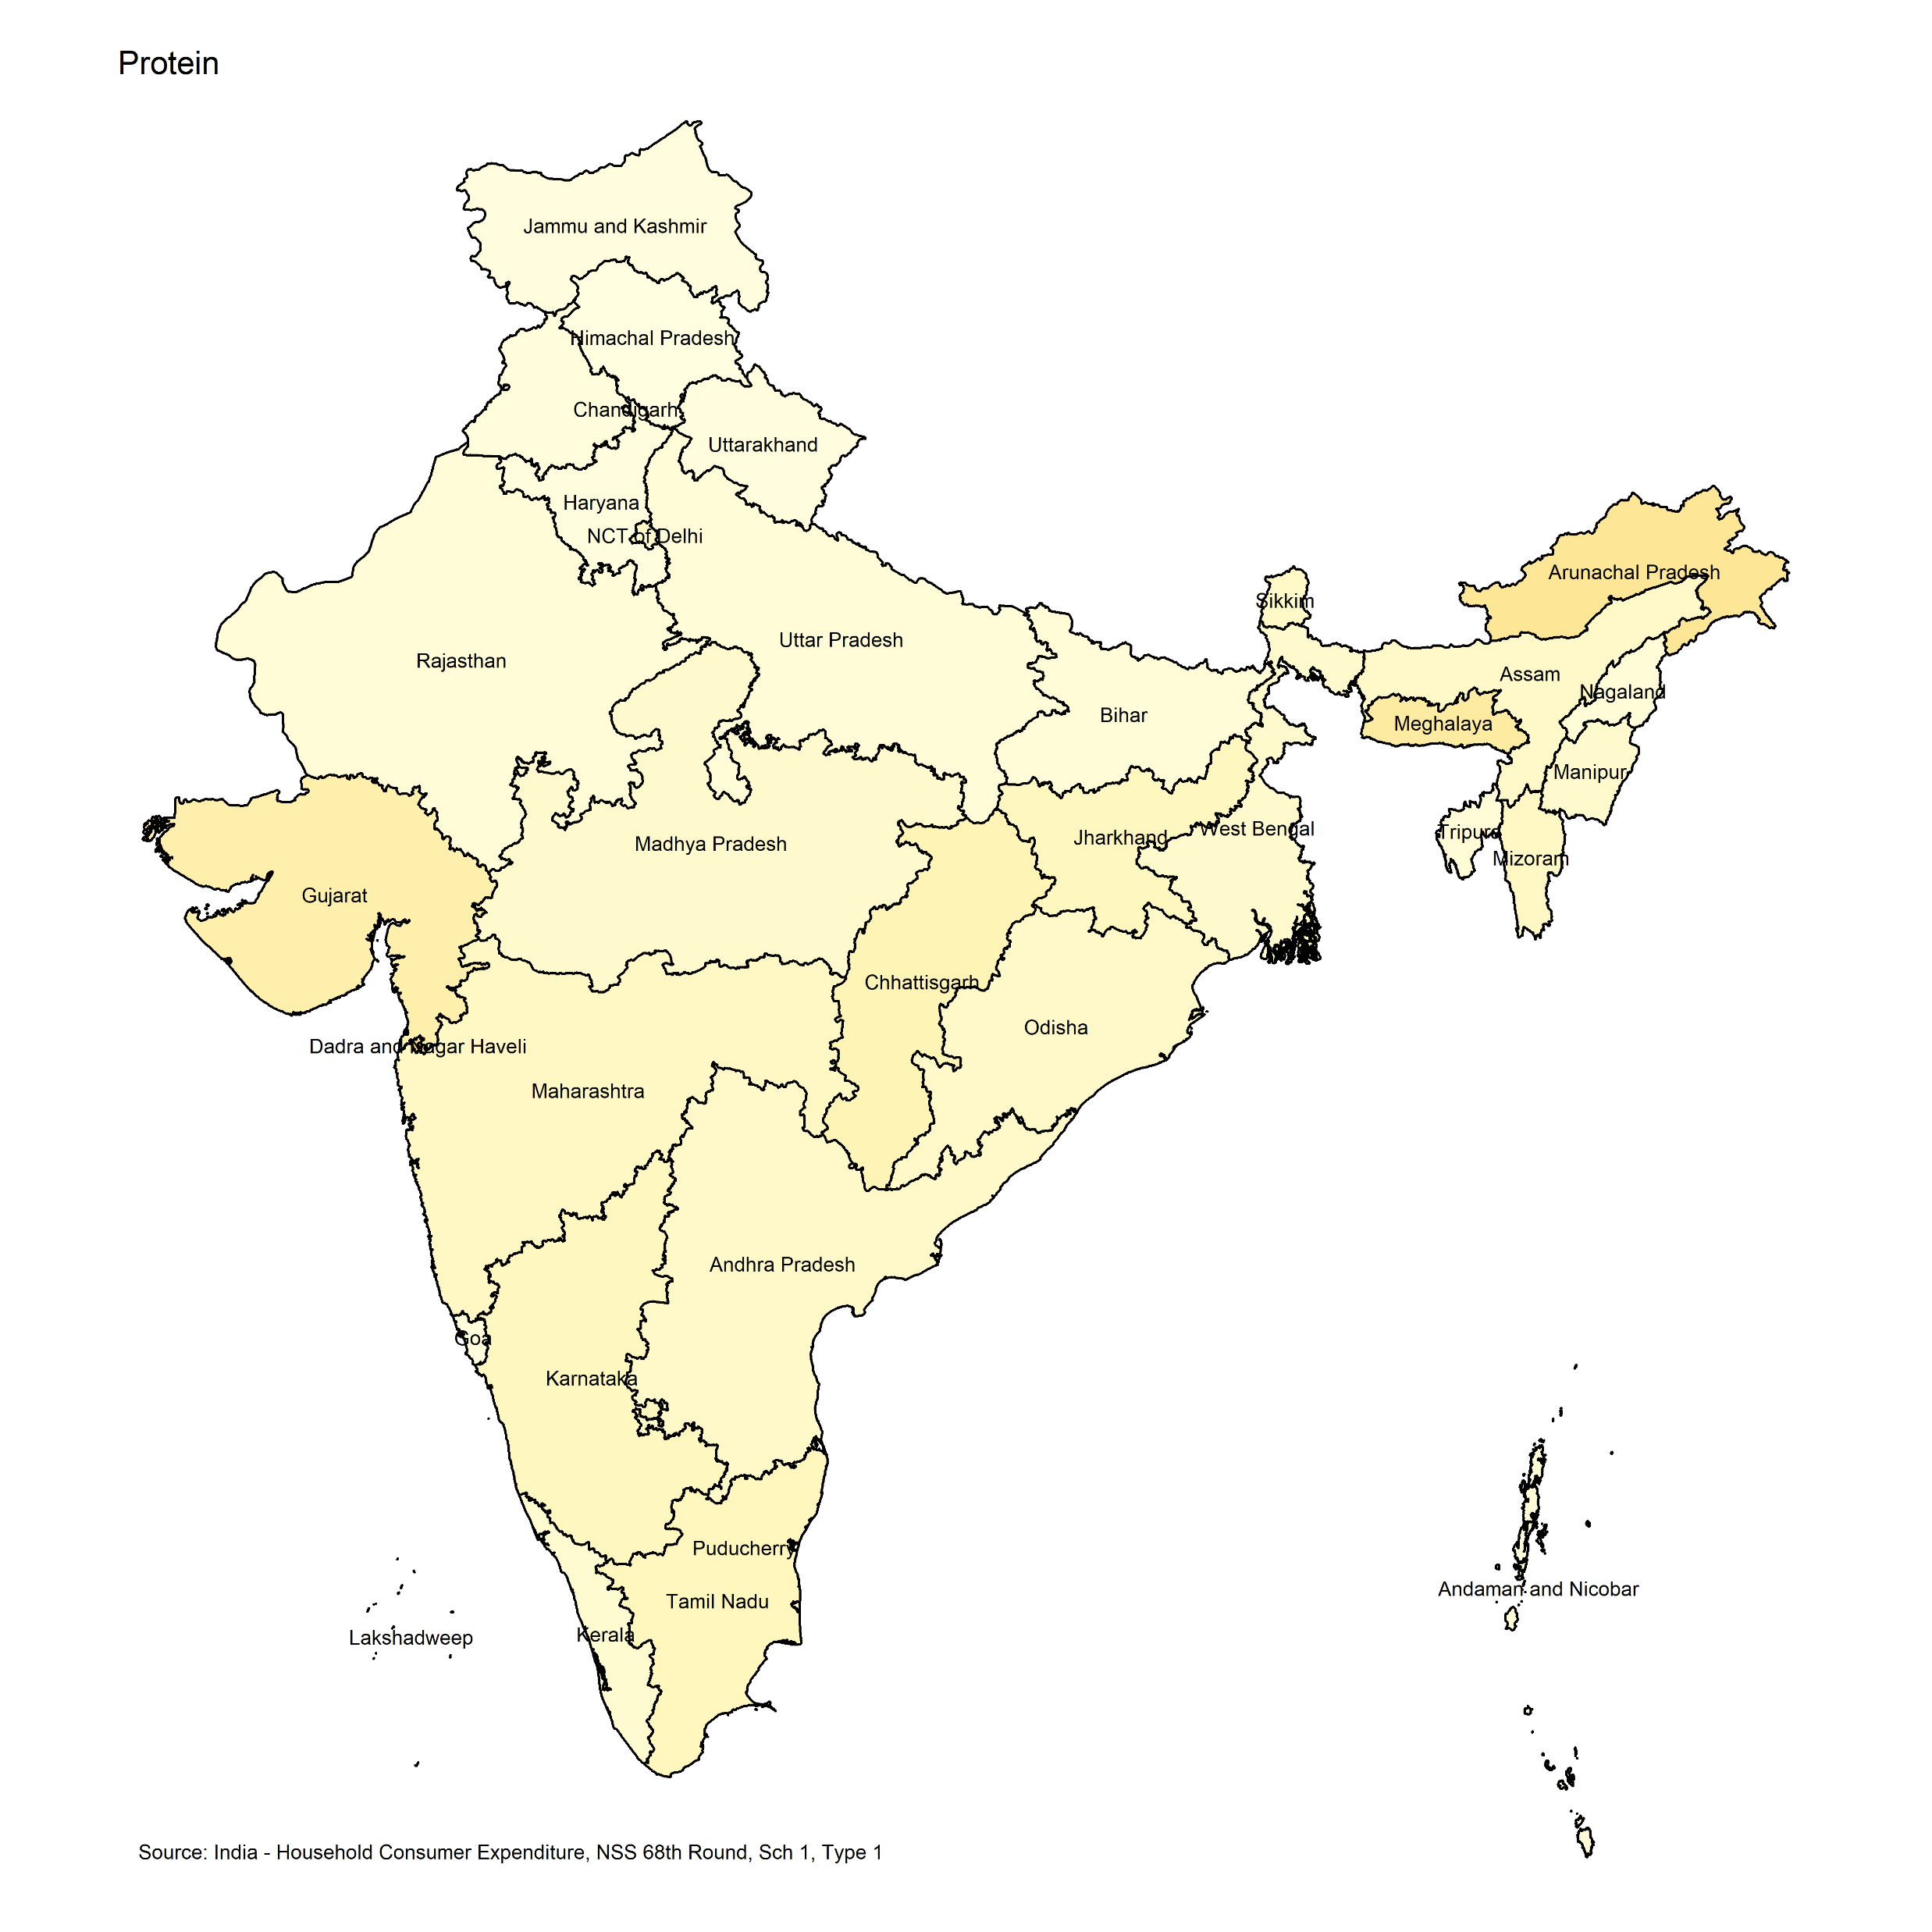 Protein
Jammu and Kashmir
Himachal Pradesh
Chandigarh
Uttarakhand
Haryana
NCT of Delhi
Arunachal Pradesh
Sikkim
Uttar Pradesh
Rajasthan
Assam
Nagaland
Bihar
Meghalaya
Manipur
West Bengal
Tripura
Jharkhand
Madhya Pradesh
Mizoram
Gujarat
Chhattisgarh
Odisha
Dadra and Nagar Haveli
Maharashtra
Andhra Pradesh
Goa
Karnataka
Puducherry
Andaman and Nicobar
Tamil Nadu
Kerala
Lakshadweep
Source: India - Household Consumer Expenditure, NSS 68th Round, Sch 1, Type 1